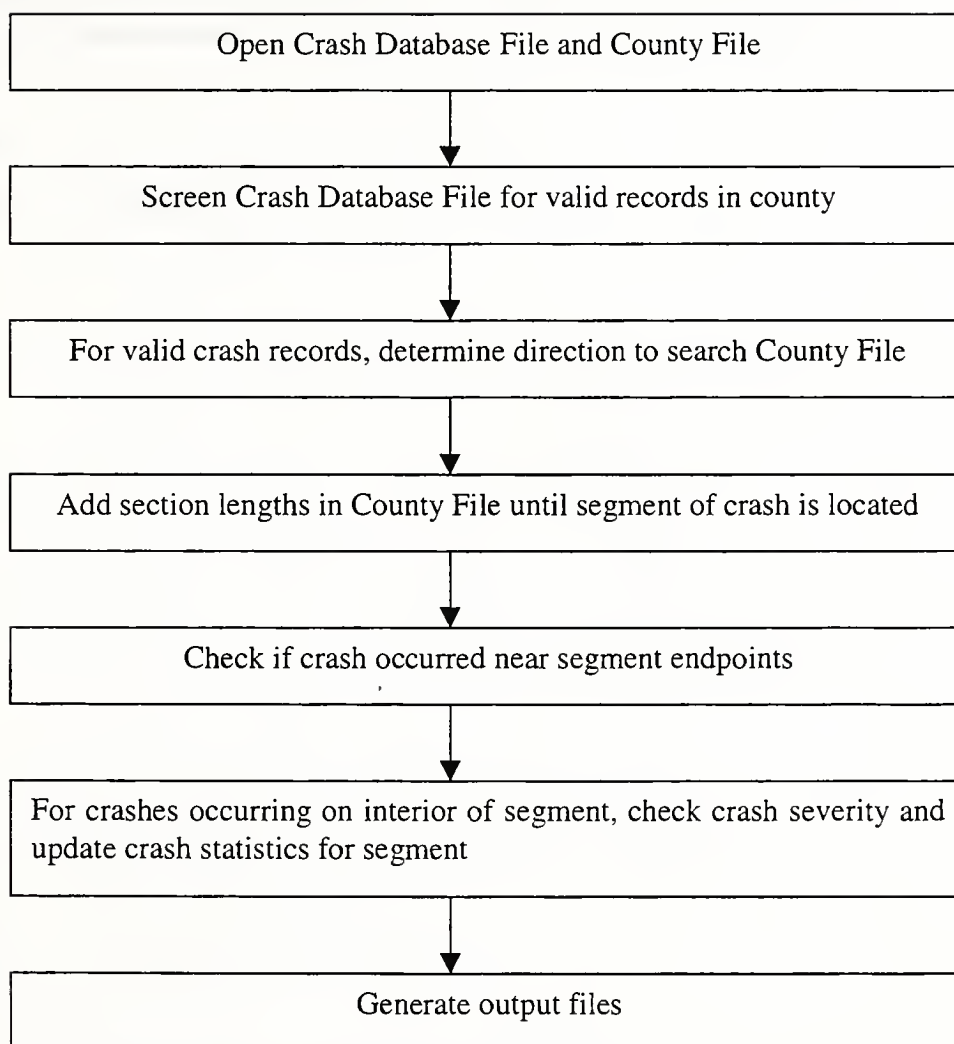 Open Crash Database File and County File
Screen Crash Database File for valid records in county
For valid crash records, determine direction to search County File
Add section lengths in County File until segment of crash is located
Check if crash occurred near segment endpoints
For crashes occurring on interior of segment, check crash severity and
update crash statistics for segment
Generate output files